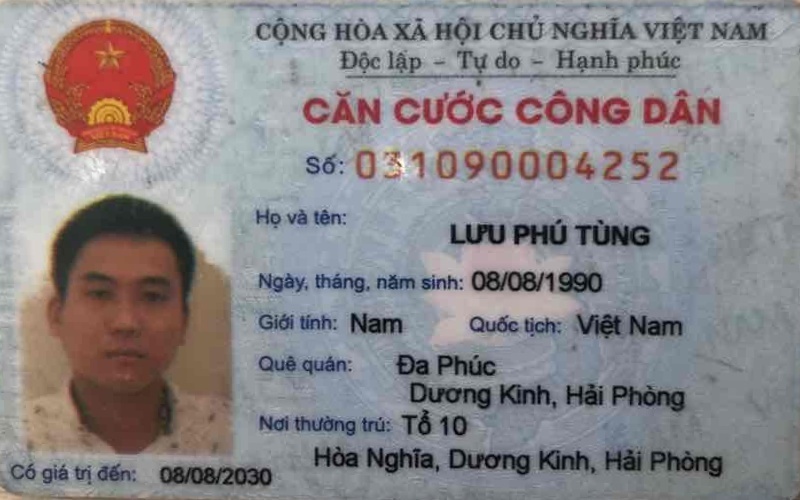 CỘNG HÒA XÃ HỘI CHỦ NGHĨA VIỆT NAM
Độc lập - Tự do - Hạnh phúc
CĂN CƯỚC CÔNG DÂN
Số: 031090004252
Họ và tên:
LƯU PHÚ TÙNG
Ngày, tháng, năm sinh: 08/08/1990
Giới tính: Nam Quốc tịch: Việt Nam
Quê quán: Đa Phúc
Dương Kinh, Hải Phòng
Nơi thường trú: Tổ 10
Hòa Nghĩa, Dương Kinh, Hải Phòng
Có giá trị đến: 08/08/2030